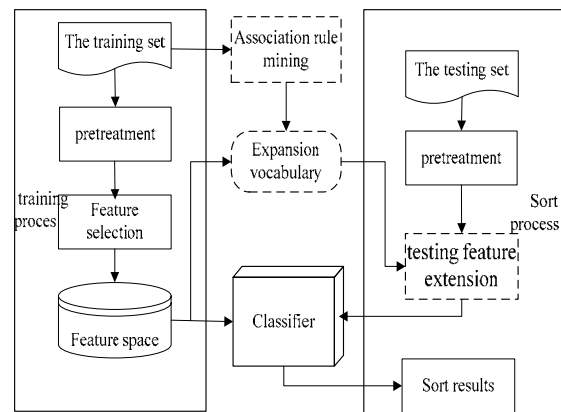 The training set
Association rule
mining
The testing set
pretreatment
Expansion
vocabulary
pretreatment
training
proces
Feature
selection
Sort
process
testing feature
extension
Feature space
Classifier
Sort results